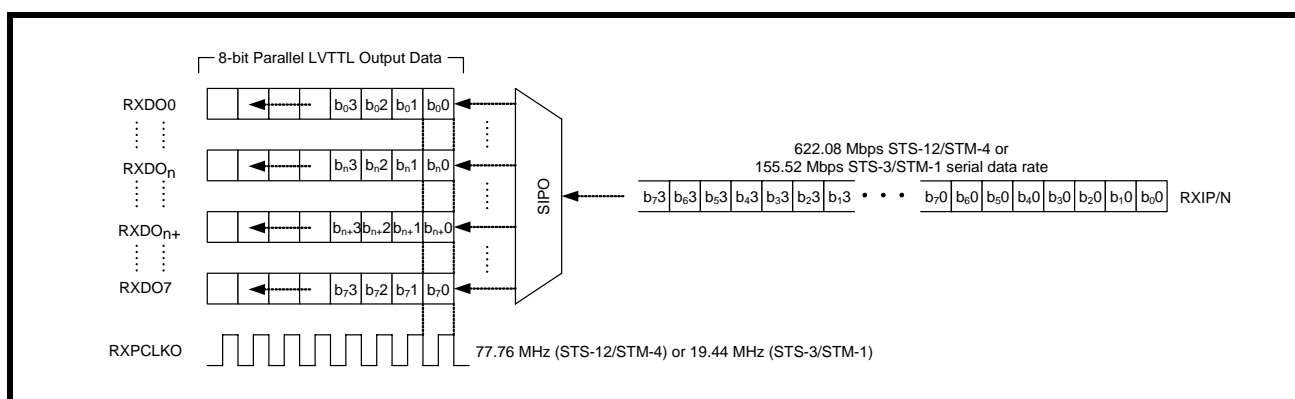 8-bit Parallel LVTTL Output Data
RXDO0 b₀3 b₀2 b₀1 b₀0
RXDOn bₙ3 bₙ2 bₙ1 bₙ0
RXDOn+ bₙ₊3 bₙ₊2 bₙ₊1 bₙ₊0
RXDO7 b₇3 b₇2 b₇1 b₇0
SIPO
622.08 Mbps STS-12/STM-4 or
155.52 Mbps STS-3/STM-1 serial data rate
b₇3 b₆3 b₅3 b₄3 b₃3 b₂3 b₁3 • • • b₇0 b₆0 b₅0 b₄0 b₃0 b₂0 b₁0 b₀0 RXIP/N
RXPCLKO 77.76 MHz (STS-12/STM-4) or 19.44 MHz (STS-3/STM-1)